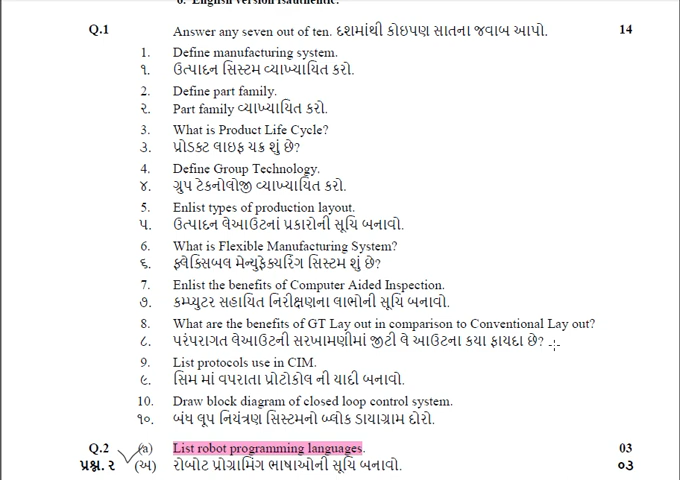 6. English version is authentic.
Q.1 Answer any seven out of ten. દશમાંથી કોઇપણ સાતના જવાબ આપો. 14
1. Define manufacturing system.
૧. ઉત્પાદન સિસ્ટમ વ્યાખ્યાયિત કરો.
2. Define part family.
૨. Part family વ્યાખ્યાયિત કરો.
3. What is Product Life Cycle?
૩. પ્રોડક્ટ લાઇફ ચક્ર શું છે?
4. Define Group Technology.
૪. ગ્રુપ ટેકનોલોજી વ્યાખ્યાયિત કરો.
5. Enlist types of production layout.
૫. ઉત્પાદન લેઆઉટનાં પ્રકારોની સૂચિ બનાવો.
6. What is Flexible Manufacturing System?
૬. ફ્લેક્સિબલ મેન્યુફેક્ચરિંગ સિસ્ટમ શું છે?
7. Enlist the benefits of Computer Aided Inspection.
૭. કમ્પ્યુટર સહાયિત નિરીક્ષણના લાભોની સૂચિ બનાવો.
8. What are the benefits of GT Lay out in comparison to Conventional Lay out?
૮. પરંપરાગત લેઆઉટની સરખામણીમાં જીટી લે આઉટના કયા ફાયદા છે?
9. List protocols use in CIM.
૯. સિમ માં વપરાતા પ્રોટોકોલ ની યાદી બનાવો.
10. Draw block diagram of closed loop control system.
૧૦. બંધ લૂપ નિયંત્રણ સિસ્ટમનો બ્લોક ડાયાગ્રામ દોરો.
Q.2 (a) List robot programming languages. 03
પ્રશ્ન. ૨ (અ) રોબોટ પ્રોગ્રામિંગ ભાષાઓની સૂચિ બનાવો. ૦૩